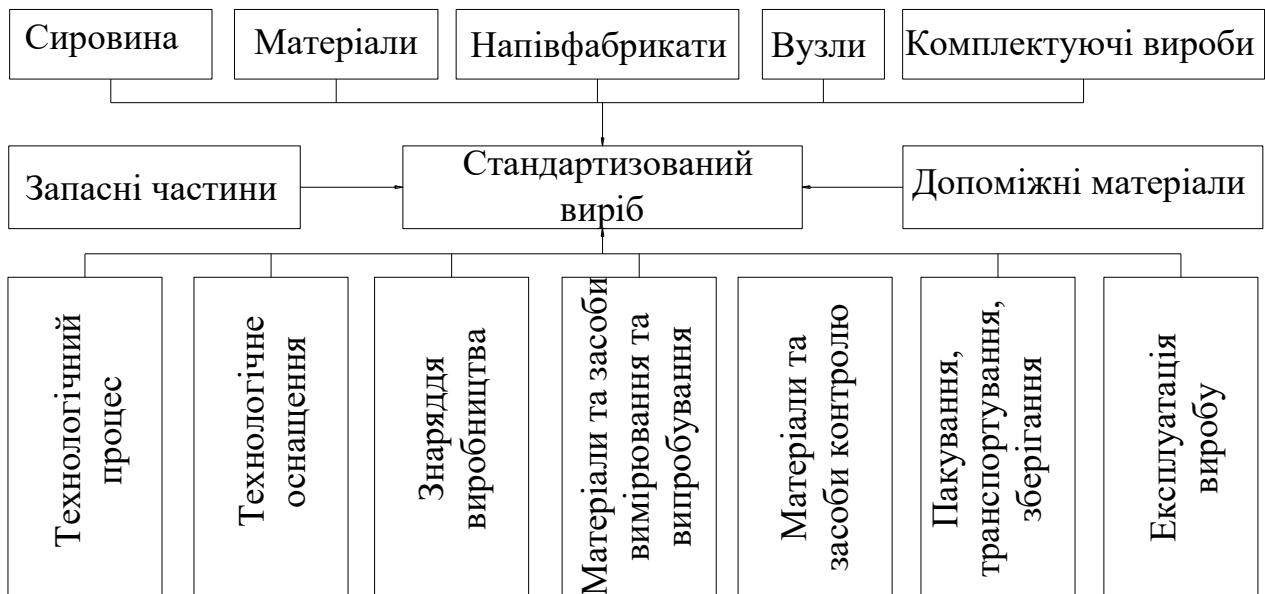 Сировина
Матеріали
Напівфабрикати
Вузли
Комплектуючі вироби
Запасні частини
Стандартизований
виріб
Допоміжні матеріали
Технологічний
процес
Технологічне
оснащення
Знаряддя
виробництва
Матеріали та засоби
вимірювання та
випробування
Матеріали та
засоби контролю
Пакування,
транспортування,
зберігання
Експлуатація
виробу